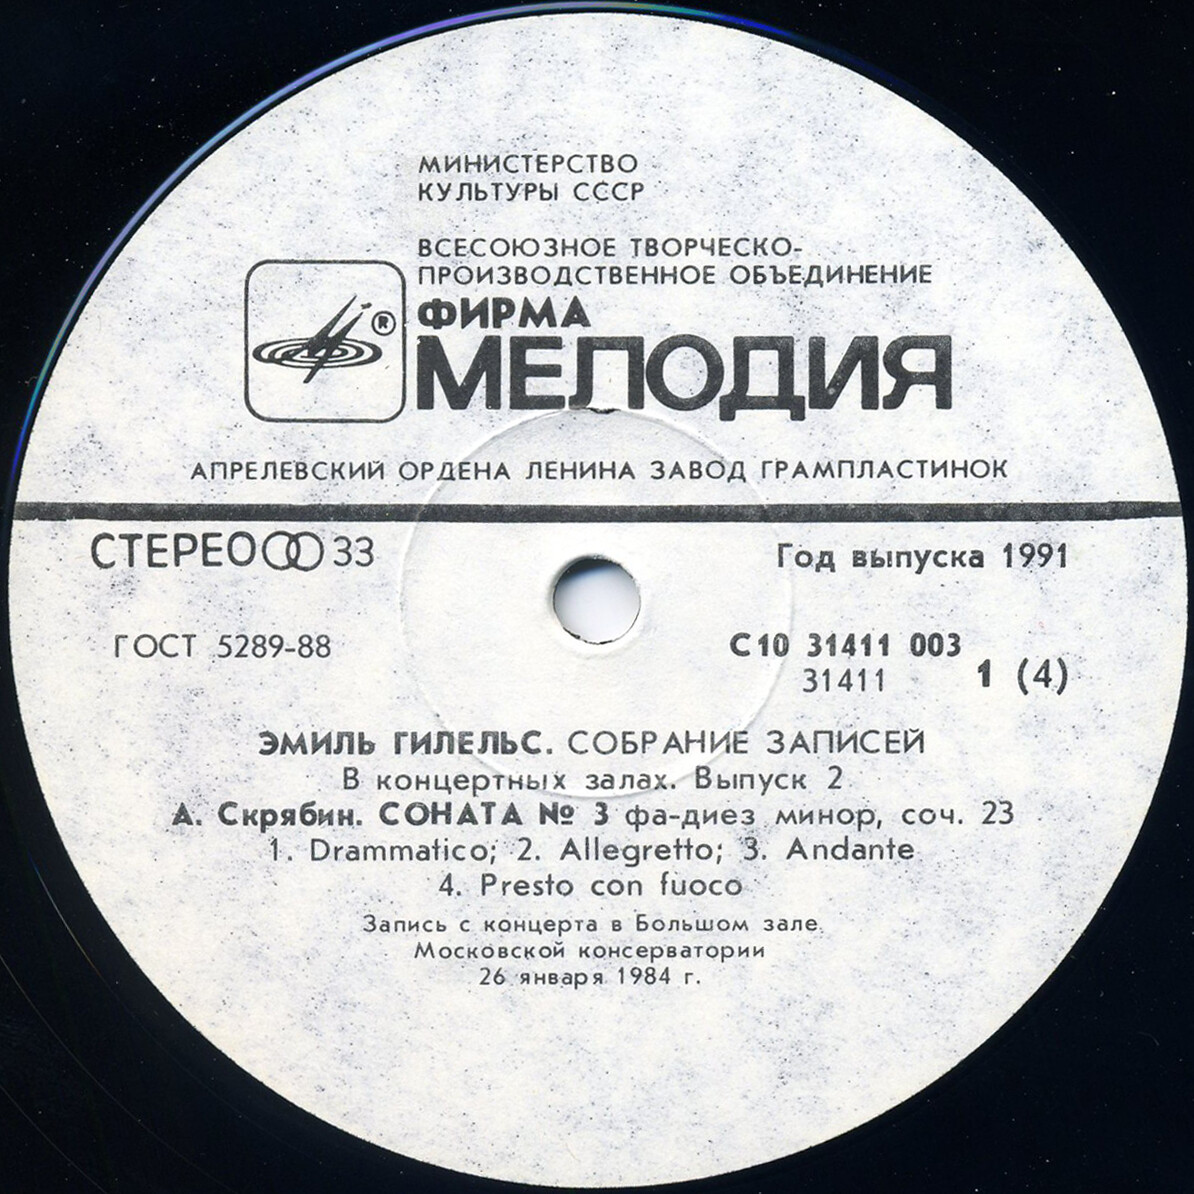 МИНИСТЕРСТВО
КУЛЬТУРЫ СССР
ВСЕСОЮЗНОЕ ТВОРЧЕСКО-
ПРОИЗВОДСТВЕННОЕ ОБЪЕДИНЕНИЕ
®
ФИРМА
МЕЛОДИЯ
АПРЕЛЕВСКИЙ ОРДЕНА ЛЕНИНА ЗАВОД ГРАМПЛАСТИНОК
СТЕРЕО 33
Год выпуска 1991
ГОСТ 5289-88
С10 31411 003
31411 1 (4)
ЭМИЛЬ ГИЛЕЛЬС. СОБРАНИЕ ЗАПИСЕЙ
В концертных залах. Выпуск 2
А. Скрябин. СОНАТА № 3 фа-диез минор, соч. 23
1. Drammatico; 2. Allegretto; 3. Andante
4. Presto con fuoco
Запись с концерта в Большом зале
Московской консерватории
26 января 1984 г.